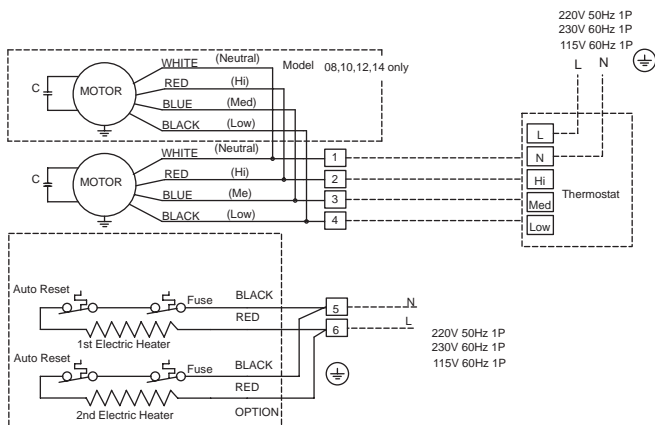 220V 50Hz 1P
230V 60Hz 1P
115V 60Hz 1P
L N
WHITE (Neutral) Model 08,10,12,14 only
RED (Hi)
C MOTOR
BLUE (Med)
BLACK (Low)
L
WHITE (Neutral) 1 N
RED (Hi) 2 Hi
C MOTOR Thermostat
BLUE (Me) 3 Med
BLACK (Low) 4 Low
Auto Reset Fuse BLACK 5 N
RED 6 L
1st Electric Heater
220V 50Hz 1P
230V 60Hz 1P
115V 60Hz 1P
Auto Reset Fuse BLACK
RED
2nd Electric Heater OPTION